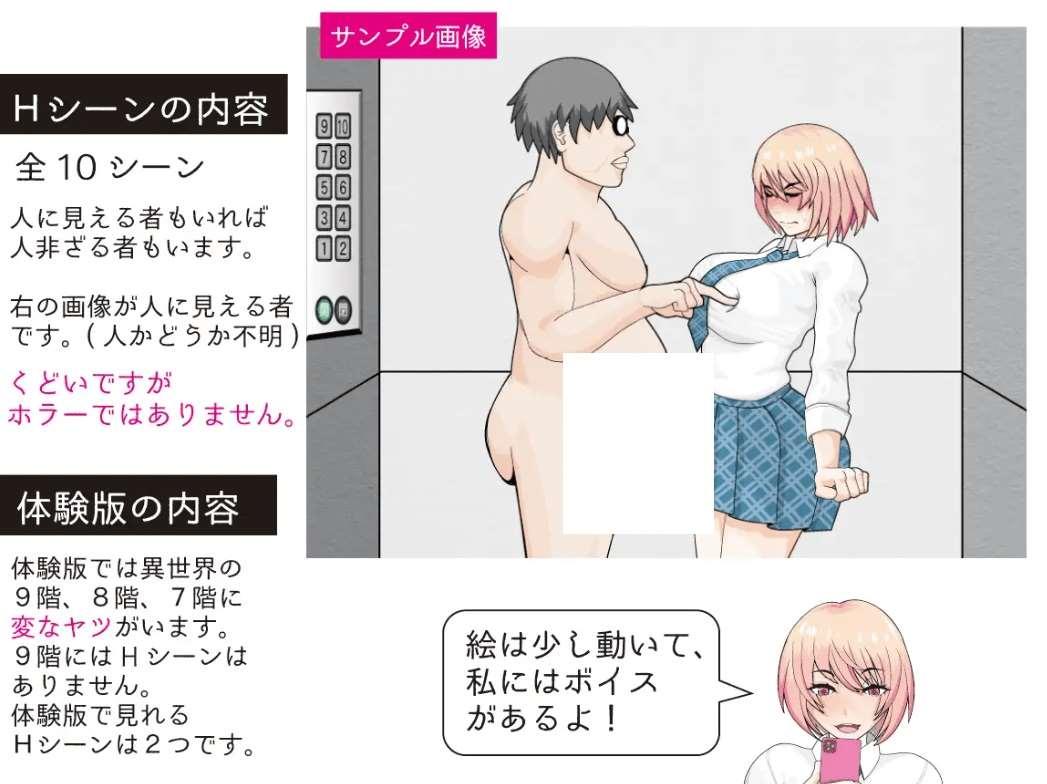 サンプル画像
Hシーンの内容
全10シーン
人に見える者もいれば
人非ざる者もいます。
右の画像が人に見える者
です。(人かどうか不明)
くどいですが
ホラーではありません。
体験版の内容
体験版では異世界の
9階、8階、7階に
変なヤツがいます。
9階にはHシーンは
ありません。
体験版で見れる
Hシーンは2つです。
9 10
7 8
5 6
3 4
1 2
絵は少し動いて、
私にはボイス
があるよ!